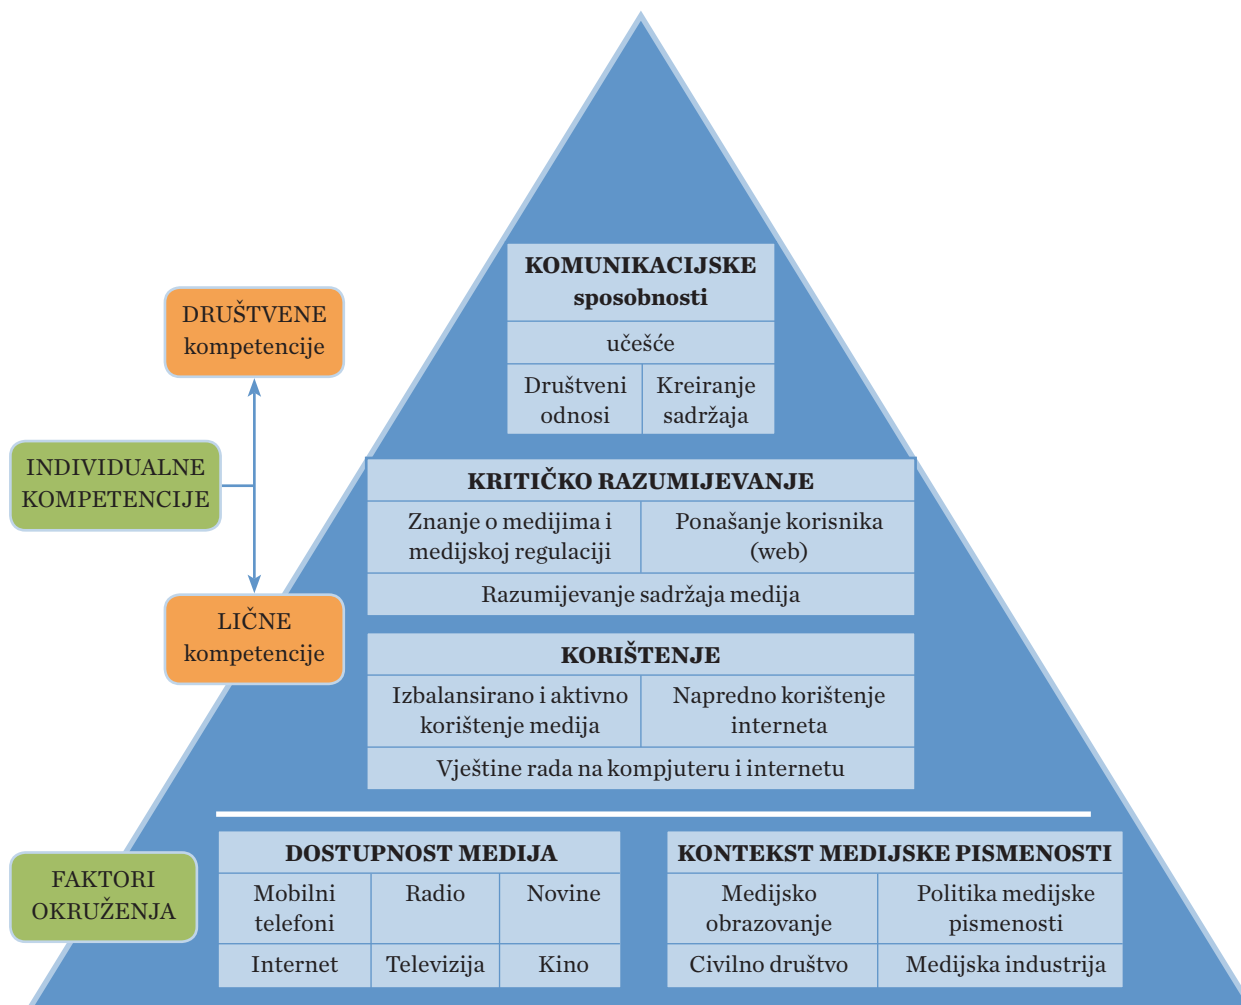 KOMUNIKACIJSKE
sposobnosti
učešće
Društveni
odnosi
Kreiranje
sadržaja
DRUŠTVENE
kompetencije
INDIVIDUALNE
KOMPETENCIJE
LIČNE
kompetencije
KRITIČKO RAZUMIJEVANJE
Znanje o medijima i
medijskoj regulaciji
Ponašanje korisnika
(web)
Razumijevanje sadržaja medija
KORIŠTENJE
Izbalansirano i aktivno
korištenje medija
Napredno korištenje
interneta
Vještine rada na kompjuteru i internetu
FAKTORI
OKRUŽENJA
DOSTUPNOST MEDIJA
Mobilni
telefoni
Radio
Novine
Internet
Televizija
Kino
KONTEKST MEDIJSKE PISMENOSTI
Medijsko
obrazovanje
Politika medijske
pismenosti
Civilno društvo
Medijska industrija